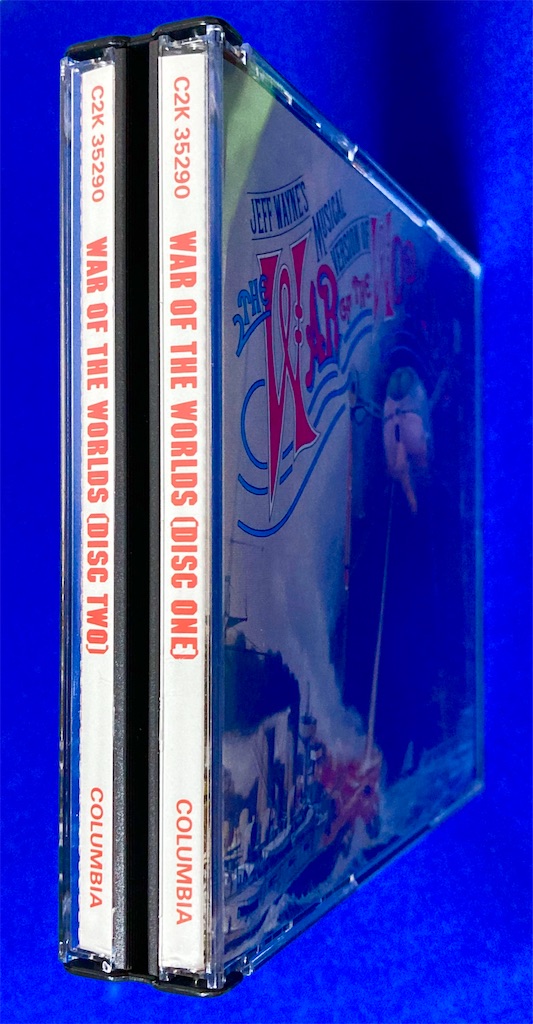 C2K 35290 WAR OF THE WORLDS (DISC TWO) COLUMBIA
C2K 35290 WAR OF THE WORLDS (DISC ONE) COLUMBIA
JEFF WAYNE'S
MUSICAL
VERSION OF
THE WAR OF THE WOR